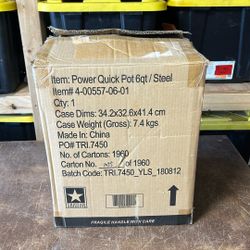 Item: Power Quick Pot 6qt / Steel
Item# 4-00557-06-01
Qty: 1
Case Dims: 34.2x32.6x41.4 cm
Case Weight (Gross): 7.4 kgs
Made in: China
PO# TRI.7450
No. of Cartons: 1960
Carton No. of 1960
Batch Code: TRI.7450_YLS_180812
FRAGILE HANDLE WITH CARE